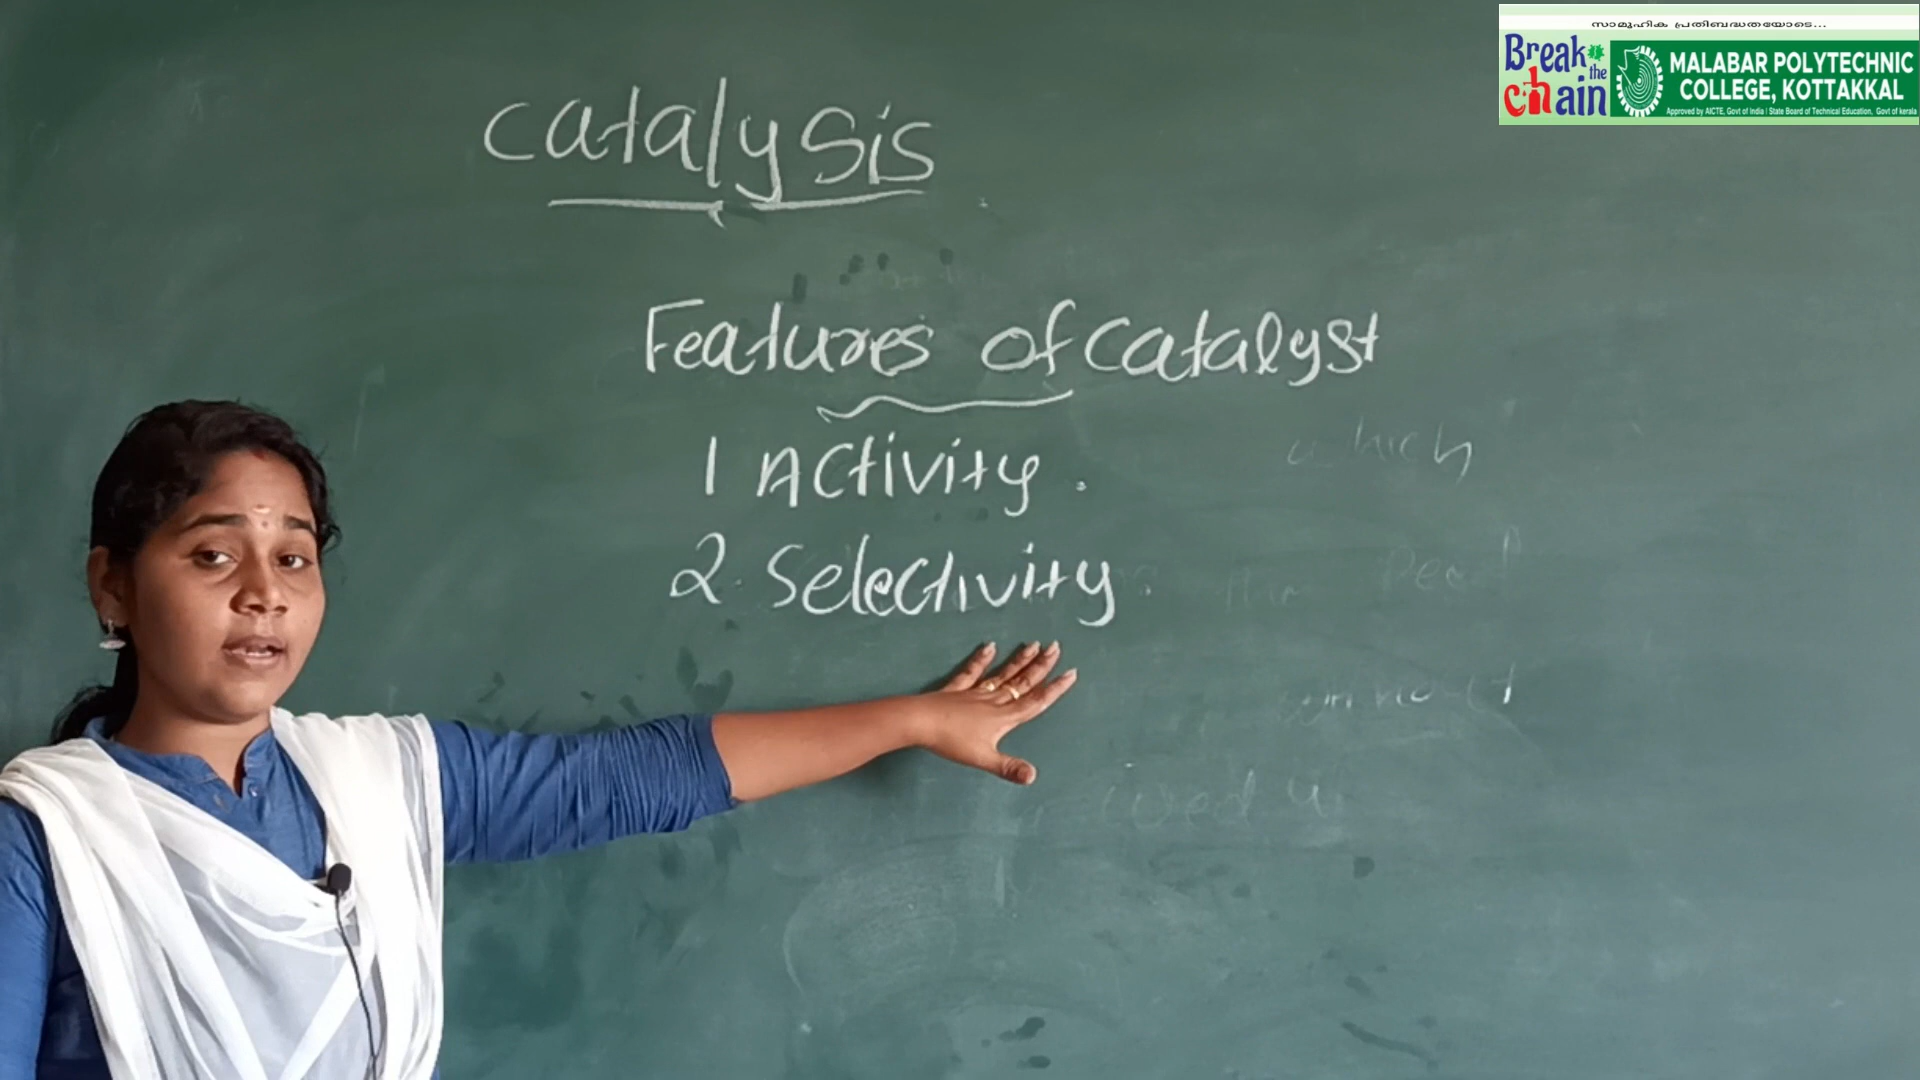 സാമൂഹിക പ്രതിബദ്ധതയോടെ...
Break the chain
MALABAR POLYTECHNIC
COLLEGE, KOTTAKKAL
Approved by AICTE, Govt of India | State Board of Technical Education, Govt of kerala
catalysis
Features of catalyst
1 Activity.
2. Selectivity
which